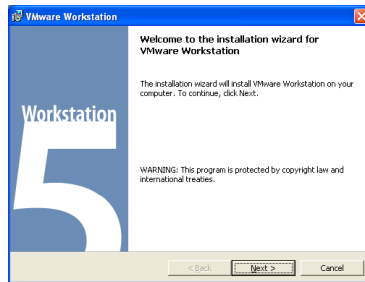 VMware Workstation
Welcome to the installation wizard for
VMware Workstation
The installation wizard will install VMware Workstation on your
computer. To continue, click Next.
Workstation
5
WARNING: This program is protected by copyright law and
international treaties.
< Back
Next >
Cancel